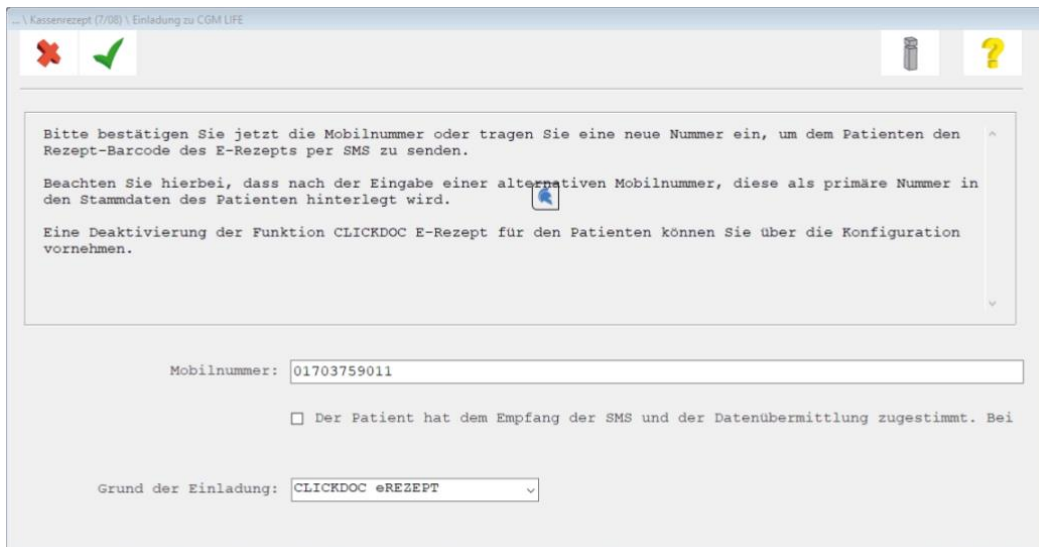 ... \ Kassenrezept (7/08) \ Einladung zu CGM LIFE
Bitte bestätigen Sie jetzt die Mobilnummer oder tragen Sie eine neue Nummer ein, um dem Patienten den
Rezept-Barcode des E-Rezepts per SMS zu senden.
Beachten Sie hierbei, dass nach der Eingabe einer alternativen Mobilnummer, diese als primäre Nummer in
den Stammdaten des Patienten hinterlegt wird.
Eine Deaktivierung der Funktion CLICKDOC E-Rezept für den Patienten können Sie über die Konfiguration
vornehmen.
Mobilnummer: 01703759011
Der Patient hat dem Empfang der SMS und der Datenübermittlung zugestimmt. Bei
Grund der Einladung: CLICKDOC eREZEPT